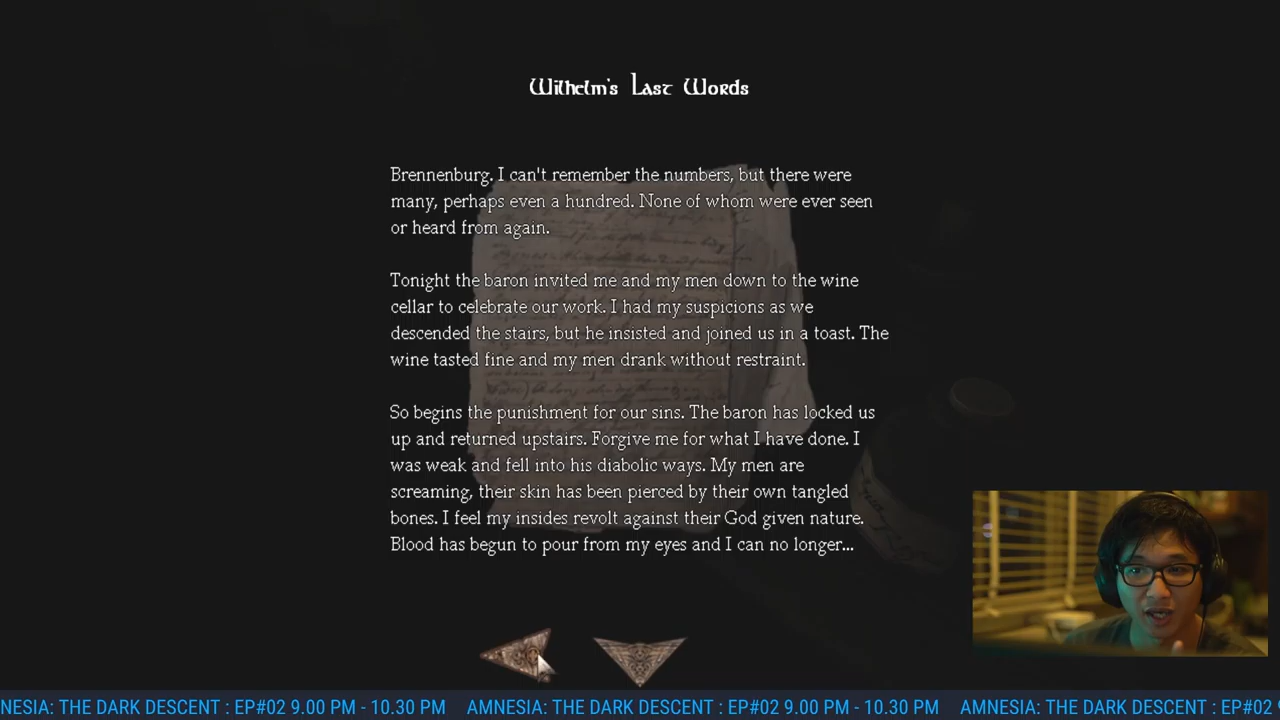 Wilhelm's Last Words
Brennenburg. I can't remember the numbers, but there were
many, perhaps even a hundred. None of whom were ever seen
or heard from again.
Tonight the baron invited me and my men down to the wine
cellar to celebrate our work. I had my suspicions as we
descended the stairs, but he insisted and joined us in a toast. The
wine tasted fine and my men drank without restraint.
So begins the punishment for our sins. The baron has locked us
up and returned upstairs. Forgive me for what I have done. I
was weak and fell into his diabolic ways. My men are
screaming, their skin has been pierced by their own tangled
bones. I feel my insides revolt against their God given nature.
Blood has begun to pour from my eyes and I can no longer...
NESIA: THE DARK DESCENT : EP#02 9.00 PM - 10.30 PM AMNESIA: THE DARK DESCENT : EP#02 9.00 PM - 10.30 PM AMNESIA: THE DARK DESCENT : EP#02